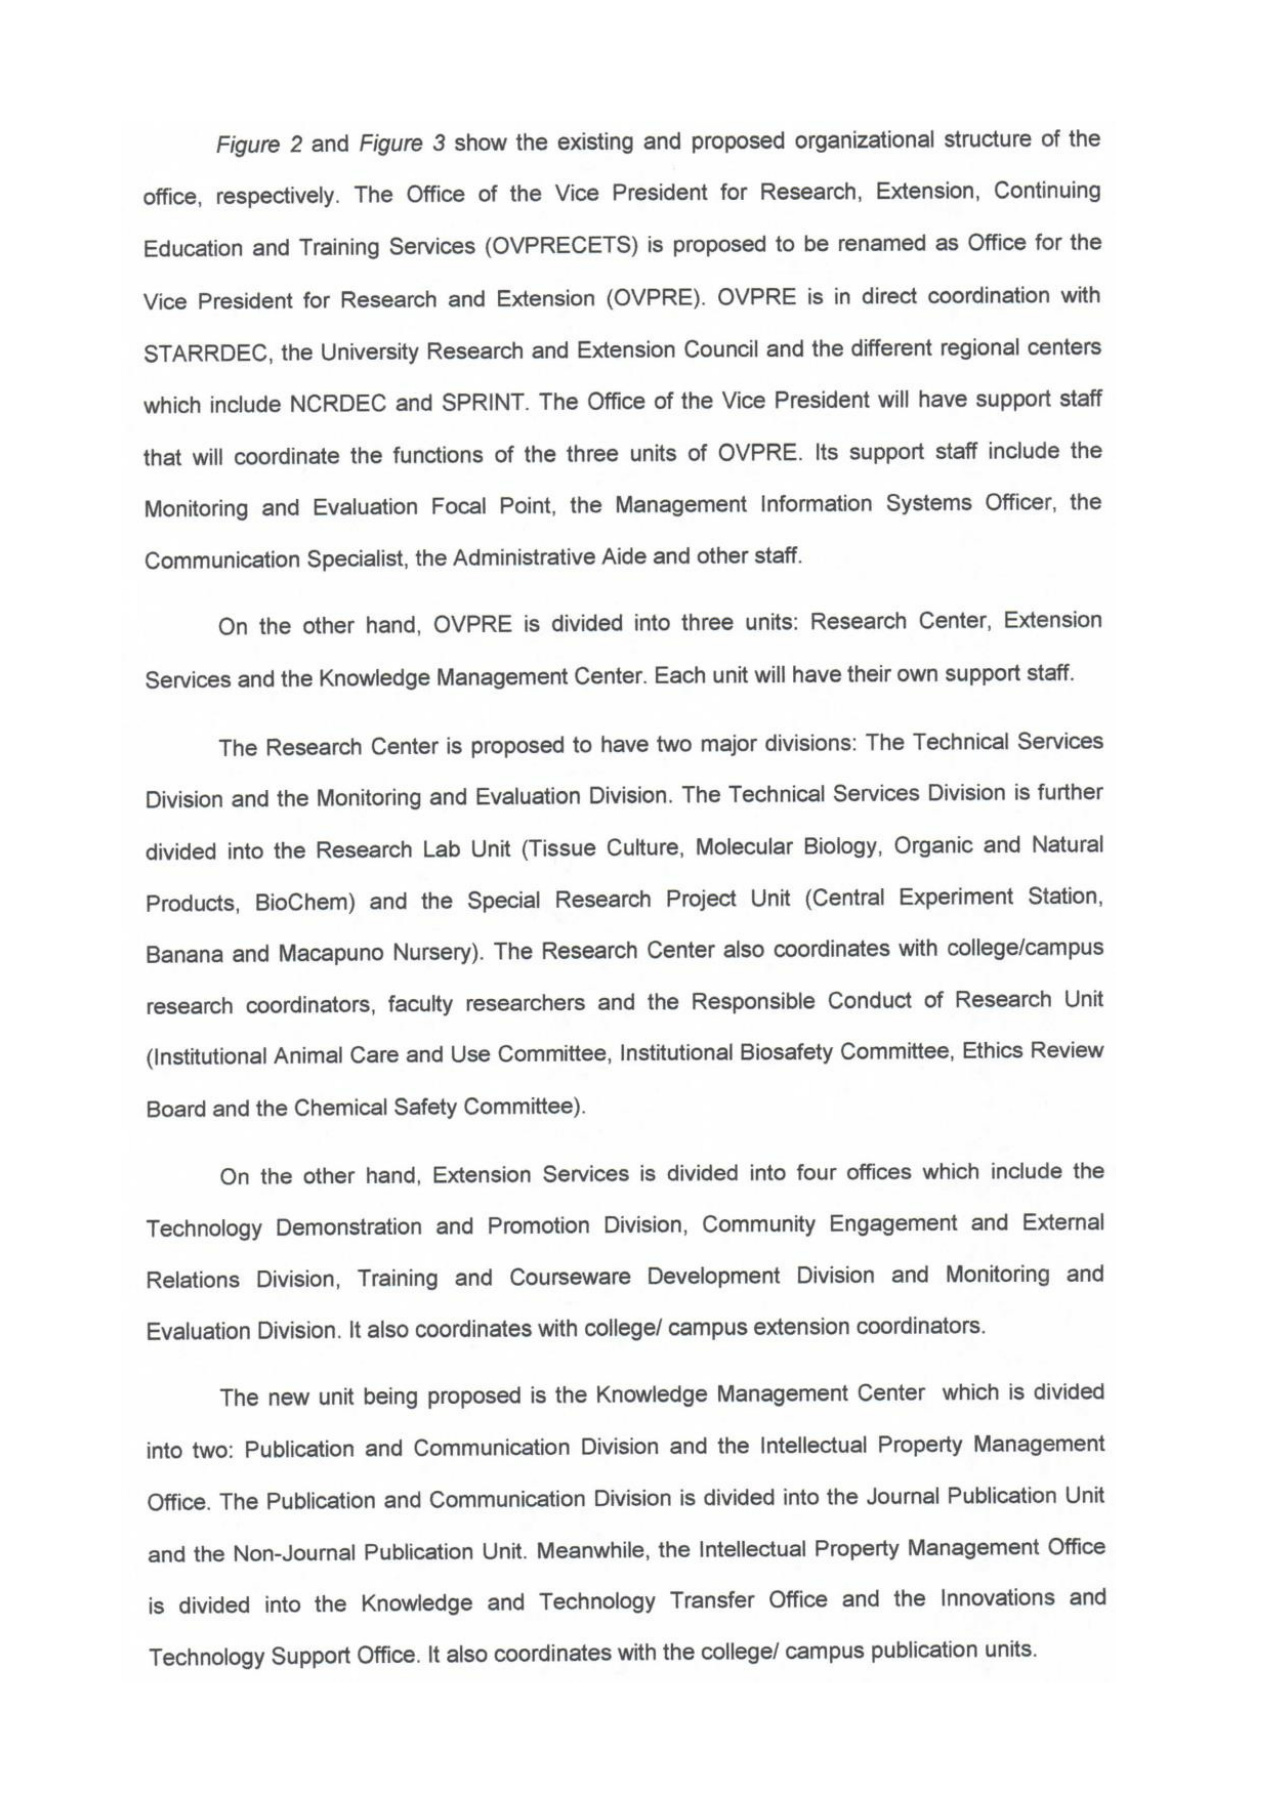 Figure 2 and Figure 3 show the existing and proposed organizational structure of the
office, respectively. The Office of the Vice President for Research, Extension, Continuing
Education and Training Services (OVPRECETS) is proposed to be renamed as Office for the
Vice President for Research and Extension (OVPRE). OVPRE is in direct coordination with
STARRDEC, the University Research and Extension Council and the different regional centers
which include NCRDEC and SPRINT. The Office of the Vice President will have support staff
that will coordinate the functions of the three units of OVPRE. Its support staff include the
Monitoring and Evaluation Focal Point, the Management Information Systems Officer, the
Communication Specialist, the Administrative Aide and other staff.
On the other hand, OVPRE is divided into three units: Research Center, Extension
Services and the Knowledge Management Center. Each unit will have their own support staff.
The Research Center is proposed to have two major divisions: The Technical Services
Division and the Monitoring and Evaluation Division. The Technical Services Division is further
divided into the Research Lab Unit (Tissue Culture, Molecular Biology, Organic and Natural
Products, BioChem) and the Special Research Project Unit (Central Experiment Station,
Banana and Macapuno Nursery). The Research Center also coordinates with college/campus
research coordinators, faculty researchers and the Responsible Conduct of Research Unit
(Institutional Animal Care and Use Committee, Institutional Biosafety Committee, Ethics Review
Board and the Chemical Safety Committee).
On the other hand, Extension Services is divided into four offices which include the
Technology Demonstration and Promotion Division, Community Engagement and External
Relations Division, Training and Courseware Development Division and Monitoring and
Evaluation Division. It also coordinates with college/ campus extension coordinators.
The new unit being proposed is the Knowledge Management Center which is divided
into two: Publication and Communication Division and the Intellectual Property Management
Office. The Publication and Communication Division is divided into the Journal Publication Unit
and the Non-Journal Publication Unit. Meanwhile, the Intellectual Property Management Office
is divided into the Knowledge and Technology Transfer Office and the Innovations and
Technology Support Office. It also coordinates with the college/ campus publication units.